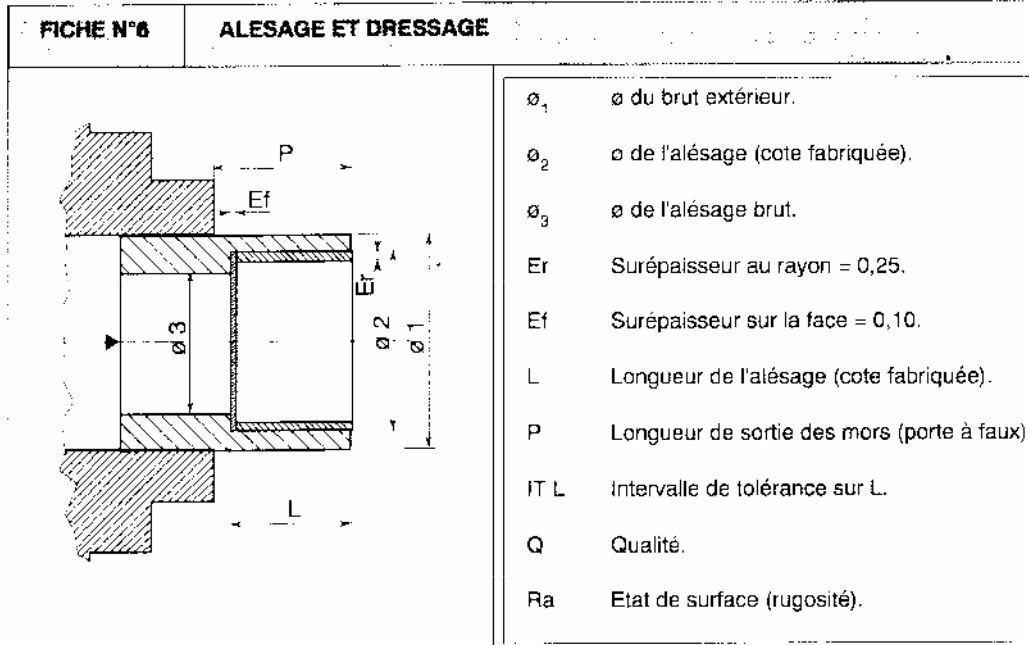 FICHE N°6 ALESAGE ET DRESSAGE
P
Ef
Er
ø 3
ø 2
ø 1
L
ø₁ ø du brut extérieur.
ø₂ ø de l'alésage (cote fabriquée).
ø₃ ø de l'alésage brut.
Er Surépaisseur au rayon = 0,25.
Ef Surépaisseur sur la face = 0,10.
L Longueur de l'alésage (cote fabriquée).
P Longueur de sortie des mors (porte à faux)
IT L Intervalle de tolérance sur L.
Q Qualité.
Ra Etat de surface (rugosité).